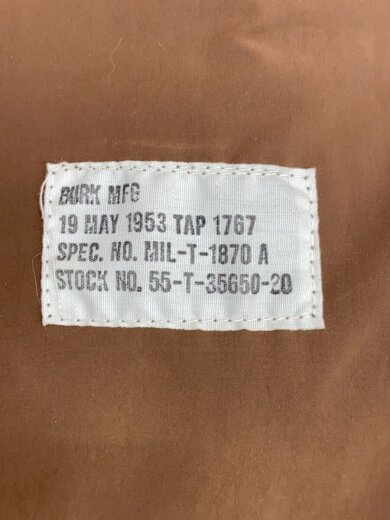 BURK MFG
19 MAY 1953 TAP 1767
SPEC. NO. MIL-T-1870 A
STOCK NO. 55-T-35650-20